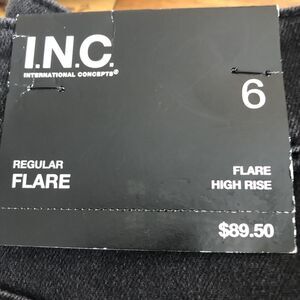 I.N.C.
INTERNATIONAL CONCEPTS®
6
REGULAR
FLARE
FLARE
HIGH RISE
$89.50